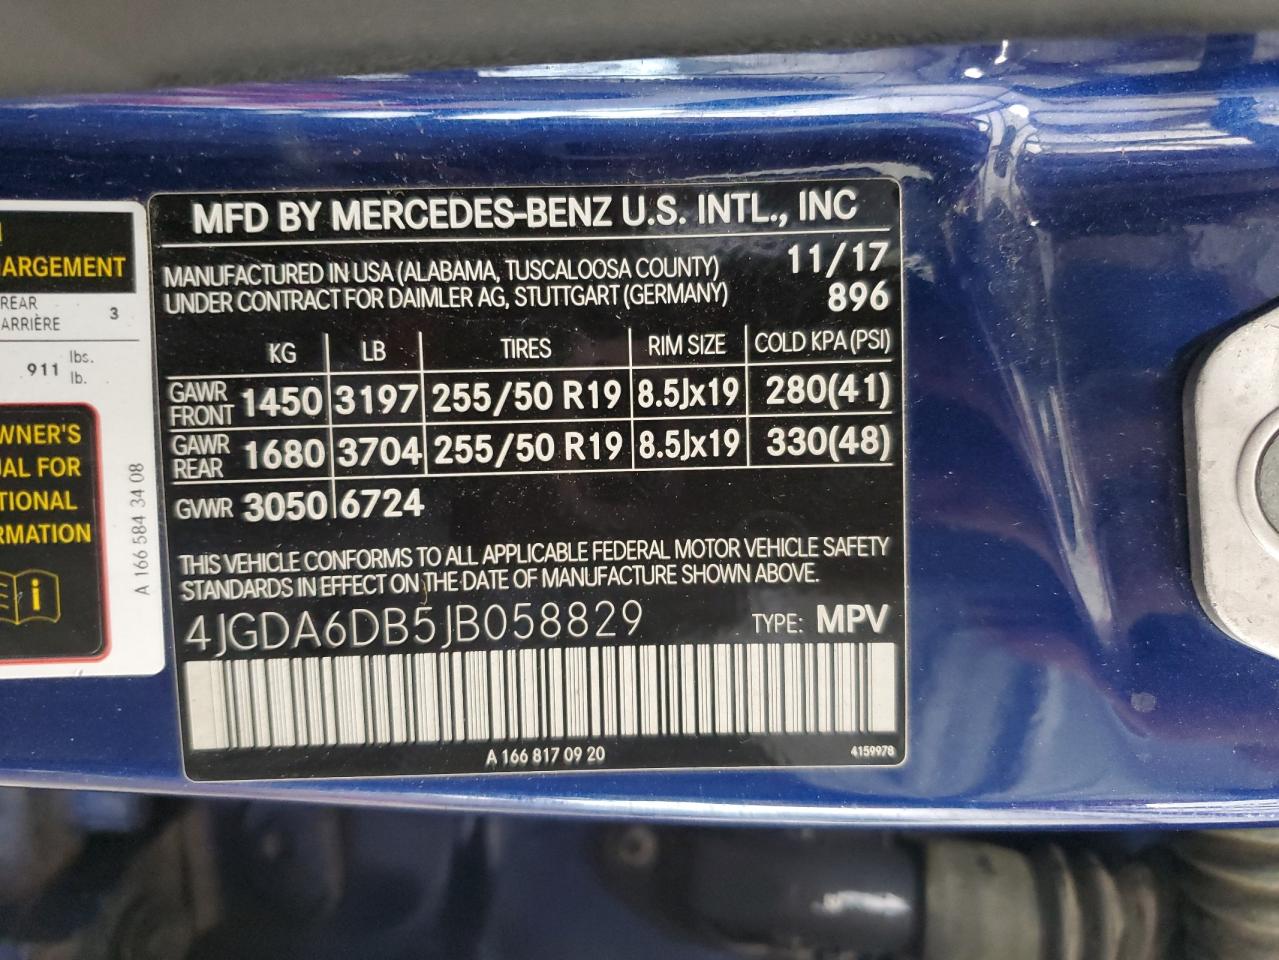 MFD BY MERCEDES-BENZ U.S. INTL., INC
MANUFACTURED IN USA (ALABAMA, TUSCALOOSA COUNTY) 11/17
UNDER CONTRACT FOR DAIMLER AG, STUTTGART (GERMANY) 896
KG LB TIRES RIM SIZE COLD KPA (PSI)
GAWR FRONT 1450 3197 255/50 R19 8.5Jx19 280(41)
GAWR REAR 1680 3704 255/50 R19 8.5Jx19 330(48)
GVWR 3050 6724
THIS VEHICLE CONFORMS TO ALL APPLICABLE FEDERAL MOTOR VEHICLE SAFETY
STANDARDS IN EFFECT ON THE DATE OF MANUFACTURE SHOWN ABOVE.
4JGDA6DB5JB058829 TYPE: MPV
A 166 817 09 20 4159978
ARGEMENT
REAR
ARRIÈRE 3
911 lbs.
lb.
WNER'S
AL FOR
TIONAL
RMATION
i
A 166 584 34 08